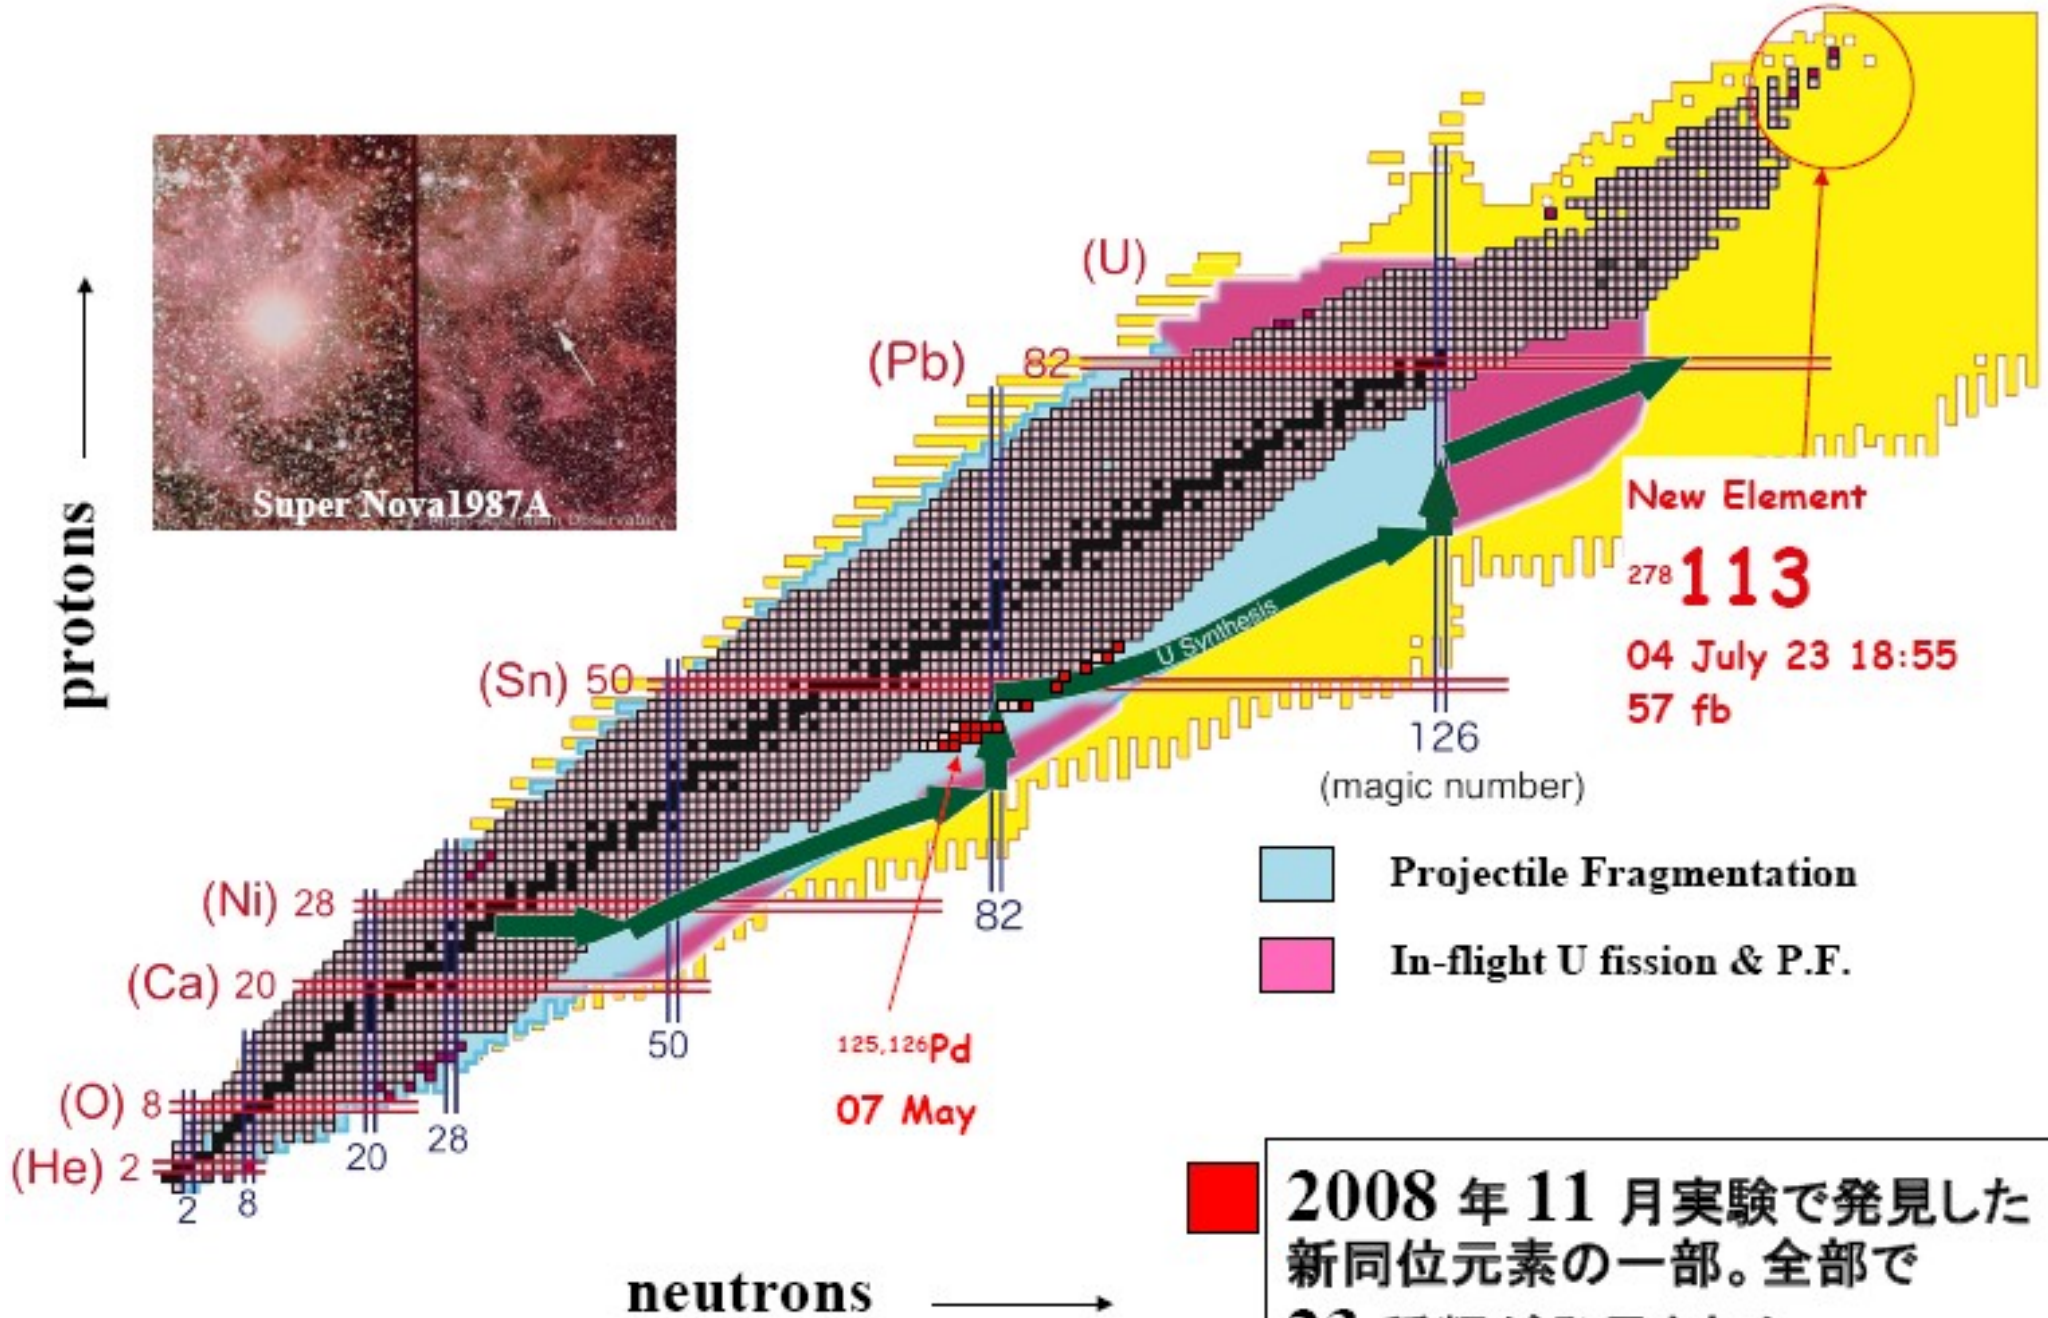 Super Nova1987A
protons
(U)
(Pb) 82
(Sn) 50
(Ni) 28
(Ca) 20
(O) 8
(He) 2
2
8
20
28
50
82
126
(magic number)
U Synthesis
New Element
²⁷⁸113
04 July 23 18:55
57 fb
Projectile Fragmentation
In-flight U fission & P.F.
¹²⁵,¹²⁶Pd
07 May
2008 年 11 月実験で発見した
新同位元素の一部。全部で
neutrons